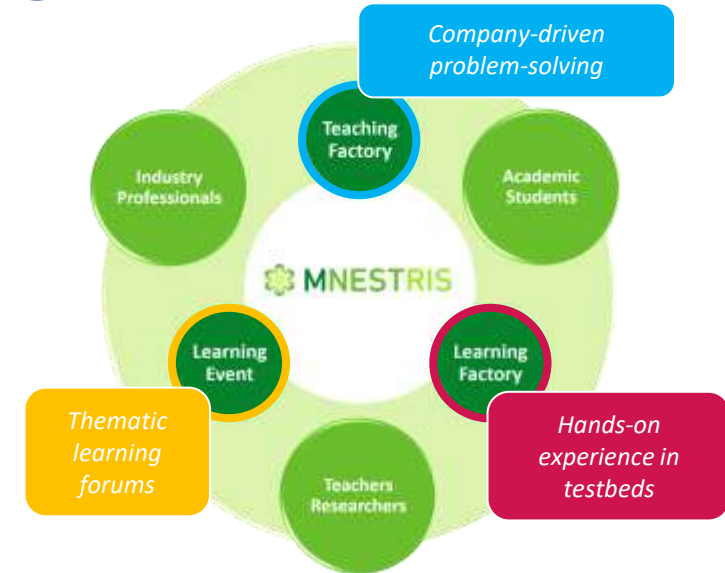 Company-driven
problem-solving
Teaching
Factory
Industry
Professionals
Academic
Students
MNESTRIS
Learning
Event
Learning
Factory
Thematic
learning
forums
Hands-on
experience in
testbeds
Teachers
Researchers